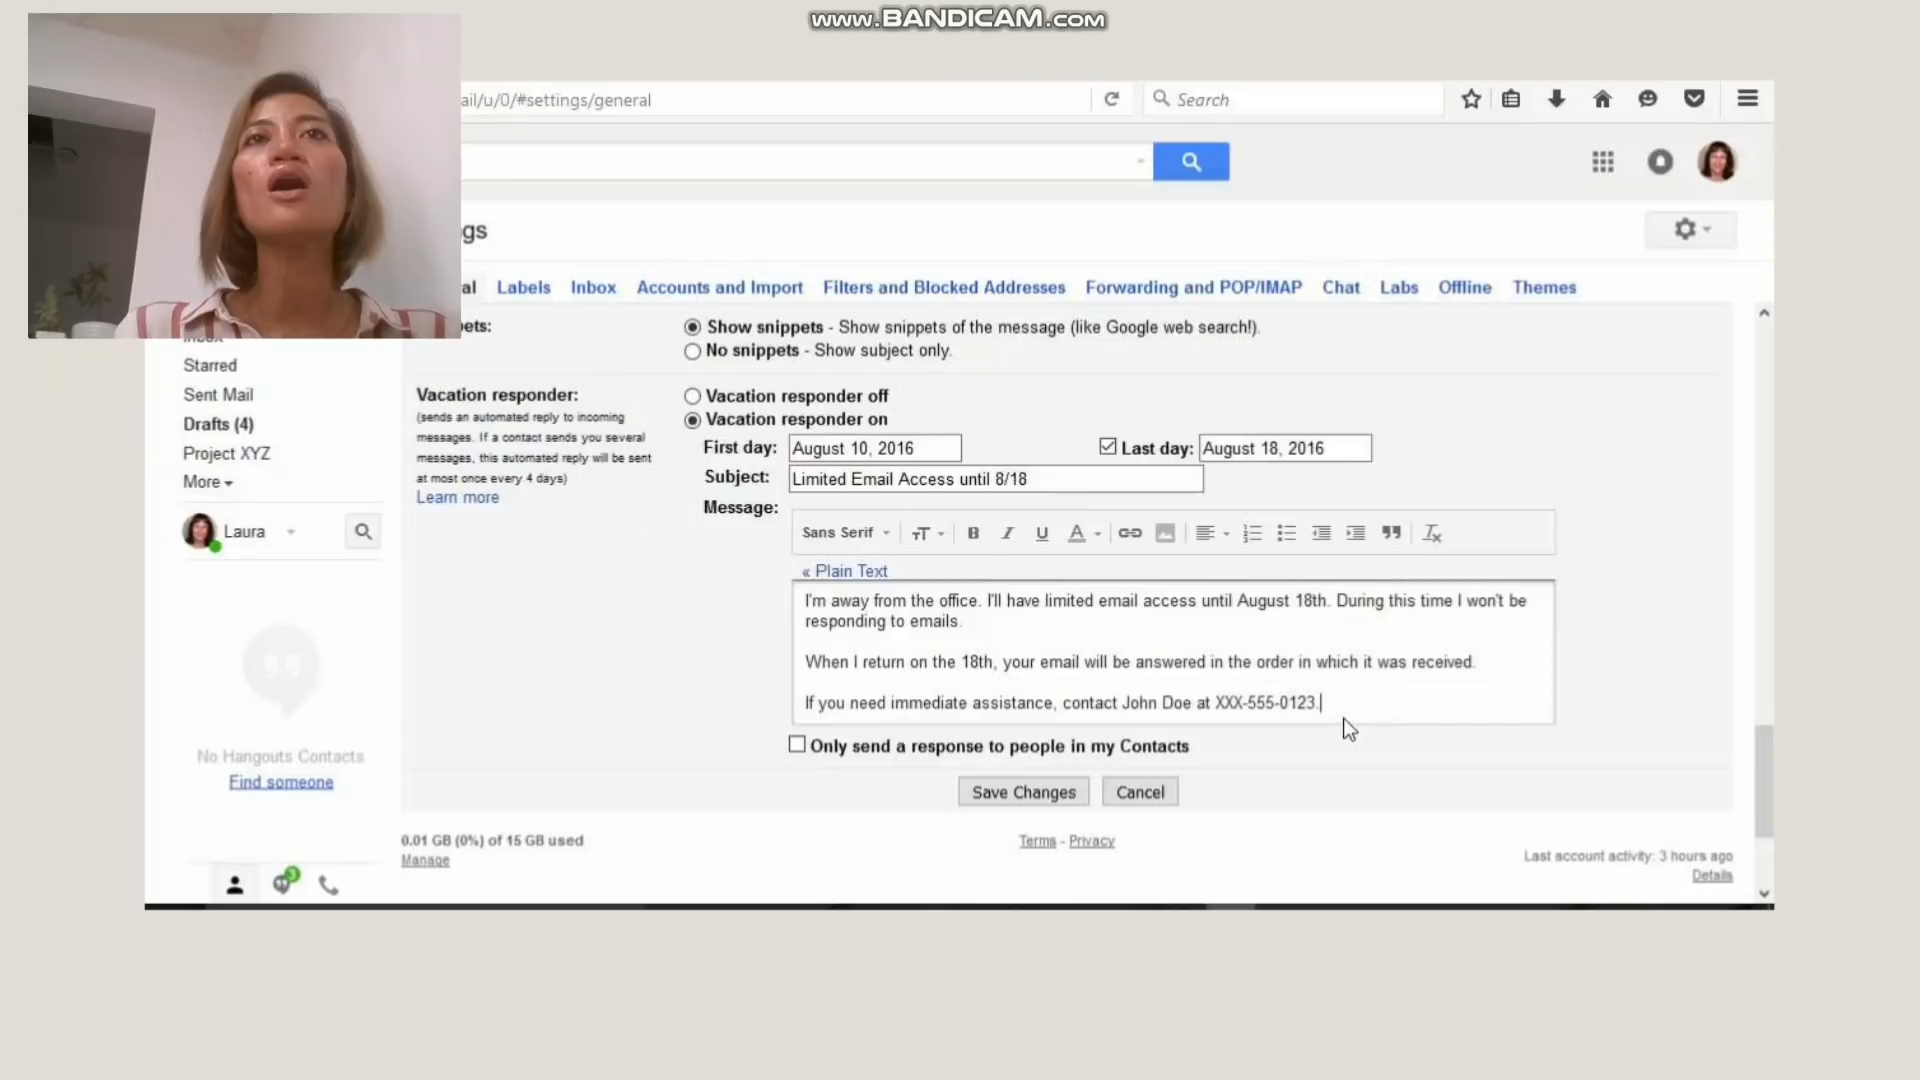 www.BANDICAM.com
ail/u/0/#settings/general
Search
gs
al Labels Inbox Accounts and Import Filters and Blocked Addresses Forwarding and POP/IMAP Chat Labs Offline Themes
ets:
Show snippets - Show snippets of the message (like Google web search!).
No snippets - Show subject only.
Inbox
Starred
Sent Mail
Drafts (4)
Project XYZ
More
Laura
No Hangouts Contacts
Find someone
Vacation responder:
(sends an automated reply to incoming
messages. If a contact sends you several
messages, this automated reply will be sent
at most once every 4 days)
Learn more
Vacation responder off
Vacation responder on
First day: August 10, 2016 Last day: August 18, 2016
Subject: Limited Email Access until 8/18
Message:
Sans Serif
« Plain Text
I'm away from the office. I'll have limited email access until August 18th. During this time I won't be
responding to emails.
When I return on the 18th, your email will be answered in the order in which it was received.
If you need immediate assistance, contact John Doe at XXX-555-0123.
Only send a response to people in my Contacts
Save Changes Cancel
0.01 GB (0%) of 15 GB used
Manage
Terms - Privacy
Last account activity: 3 hours ago
Details
3